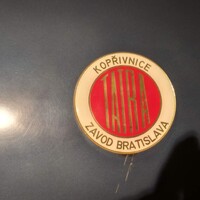 KOPŘIVNICE
TATRA
ZÁVOD BRATISLAVA